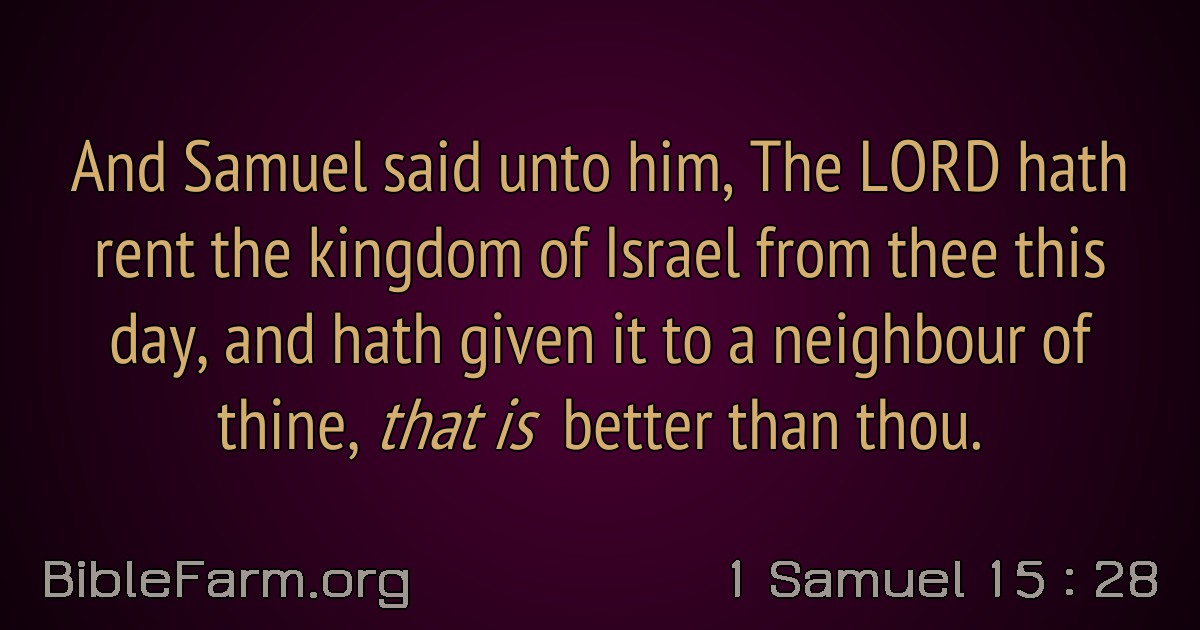 And Samuel said unto him, The LORD hath
rent the kingdom of Israel from thee this
day, and hath given it to a neighbour of
thine, that is better than thou.
BibleFarm.org
1 Samuel 15 : 28